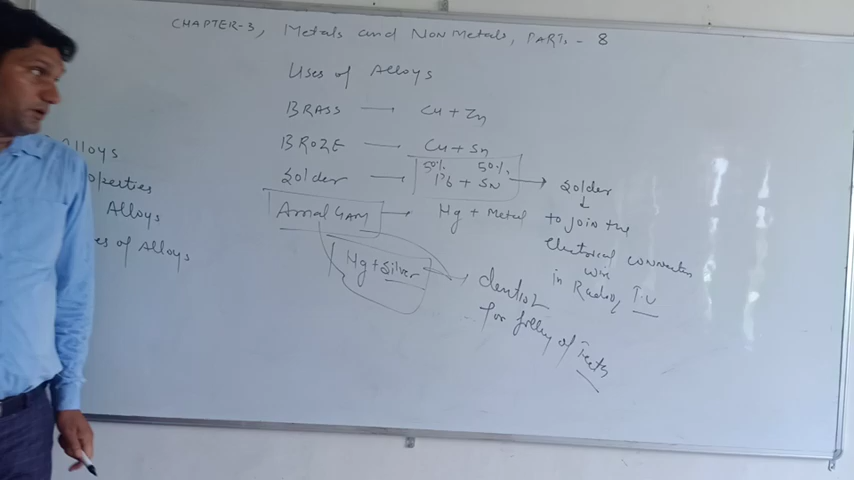 CHAPTER-3, Metals and Non Metals, PART - 8
Uses of Alloys
BRASS → Cu + Zn
BROZE → Cu + Sn
50% 50%
Solder → Pb + Sn → Solder
↓
AmalGAM → Hg + Metal
to join the
Electrical
wire
in Radio, T.V
Hg + Silver → dentist
for filling of Teeth
Alloys
operties
Alloys
es of Alloys